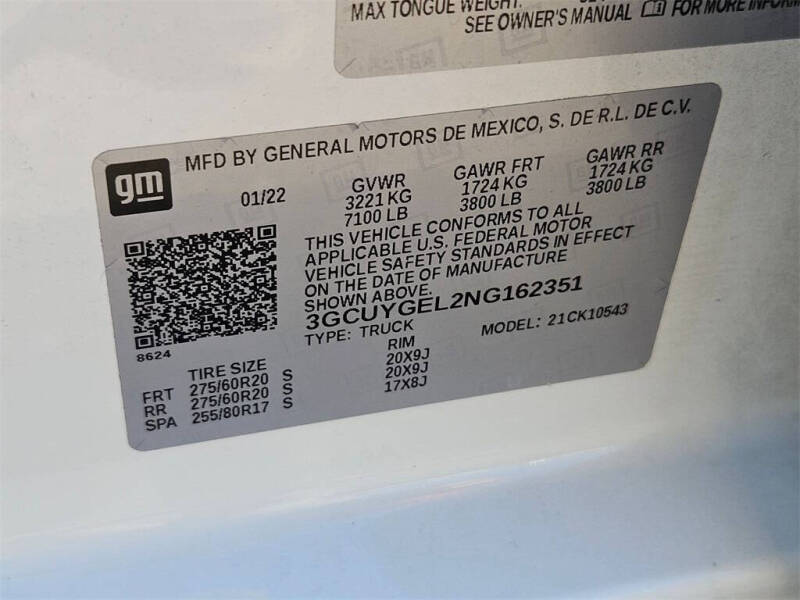 MAX TONGUE WEIGHT:
SEE OWNER'S MANUAL FOR MORE
gm
MFD BY GENERAL MOTORS DE MEXICO, S. DE R.L. DE C.V.
01/22 GVWR GAWR FRT GAWR RR
3221 KG 1724 KG 1724 KG
7100 LB 3800 LB 3800 LB
THIS VEHICLE CONFORMS TO ALL
APPLICABLE U.S. FEDERAL MOTOR
VEHICLE SAFETY STANDARDS IN EFFECT
ON THE DATE OF MANUFACTURE
SHOWN ABOVE.
3GCUYGEL2NG162351
TYPE: TRUCK MODEL: 21CK10543
8624
TIRE SIZE RIM
FRT 275/60R20 S 20X9J
RR 275/60R20 S 20X9J
SPA 255/80R17 S 17X8J